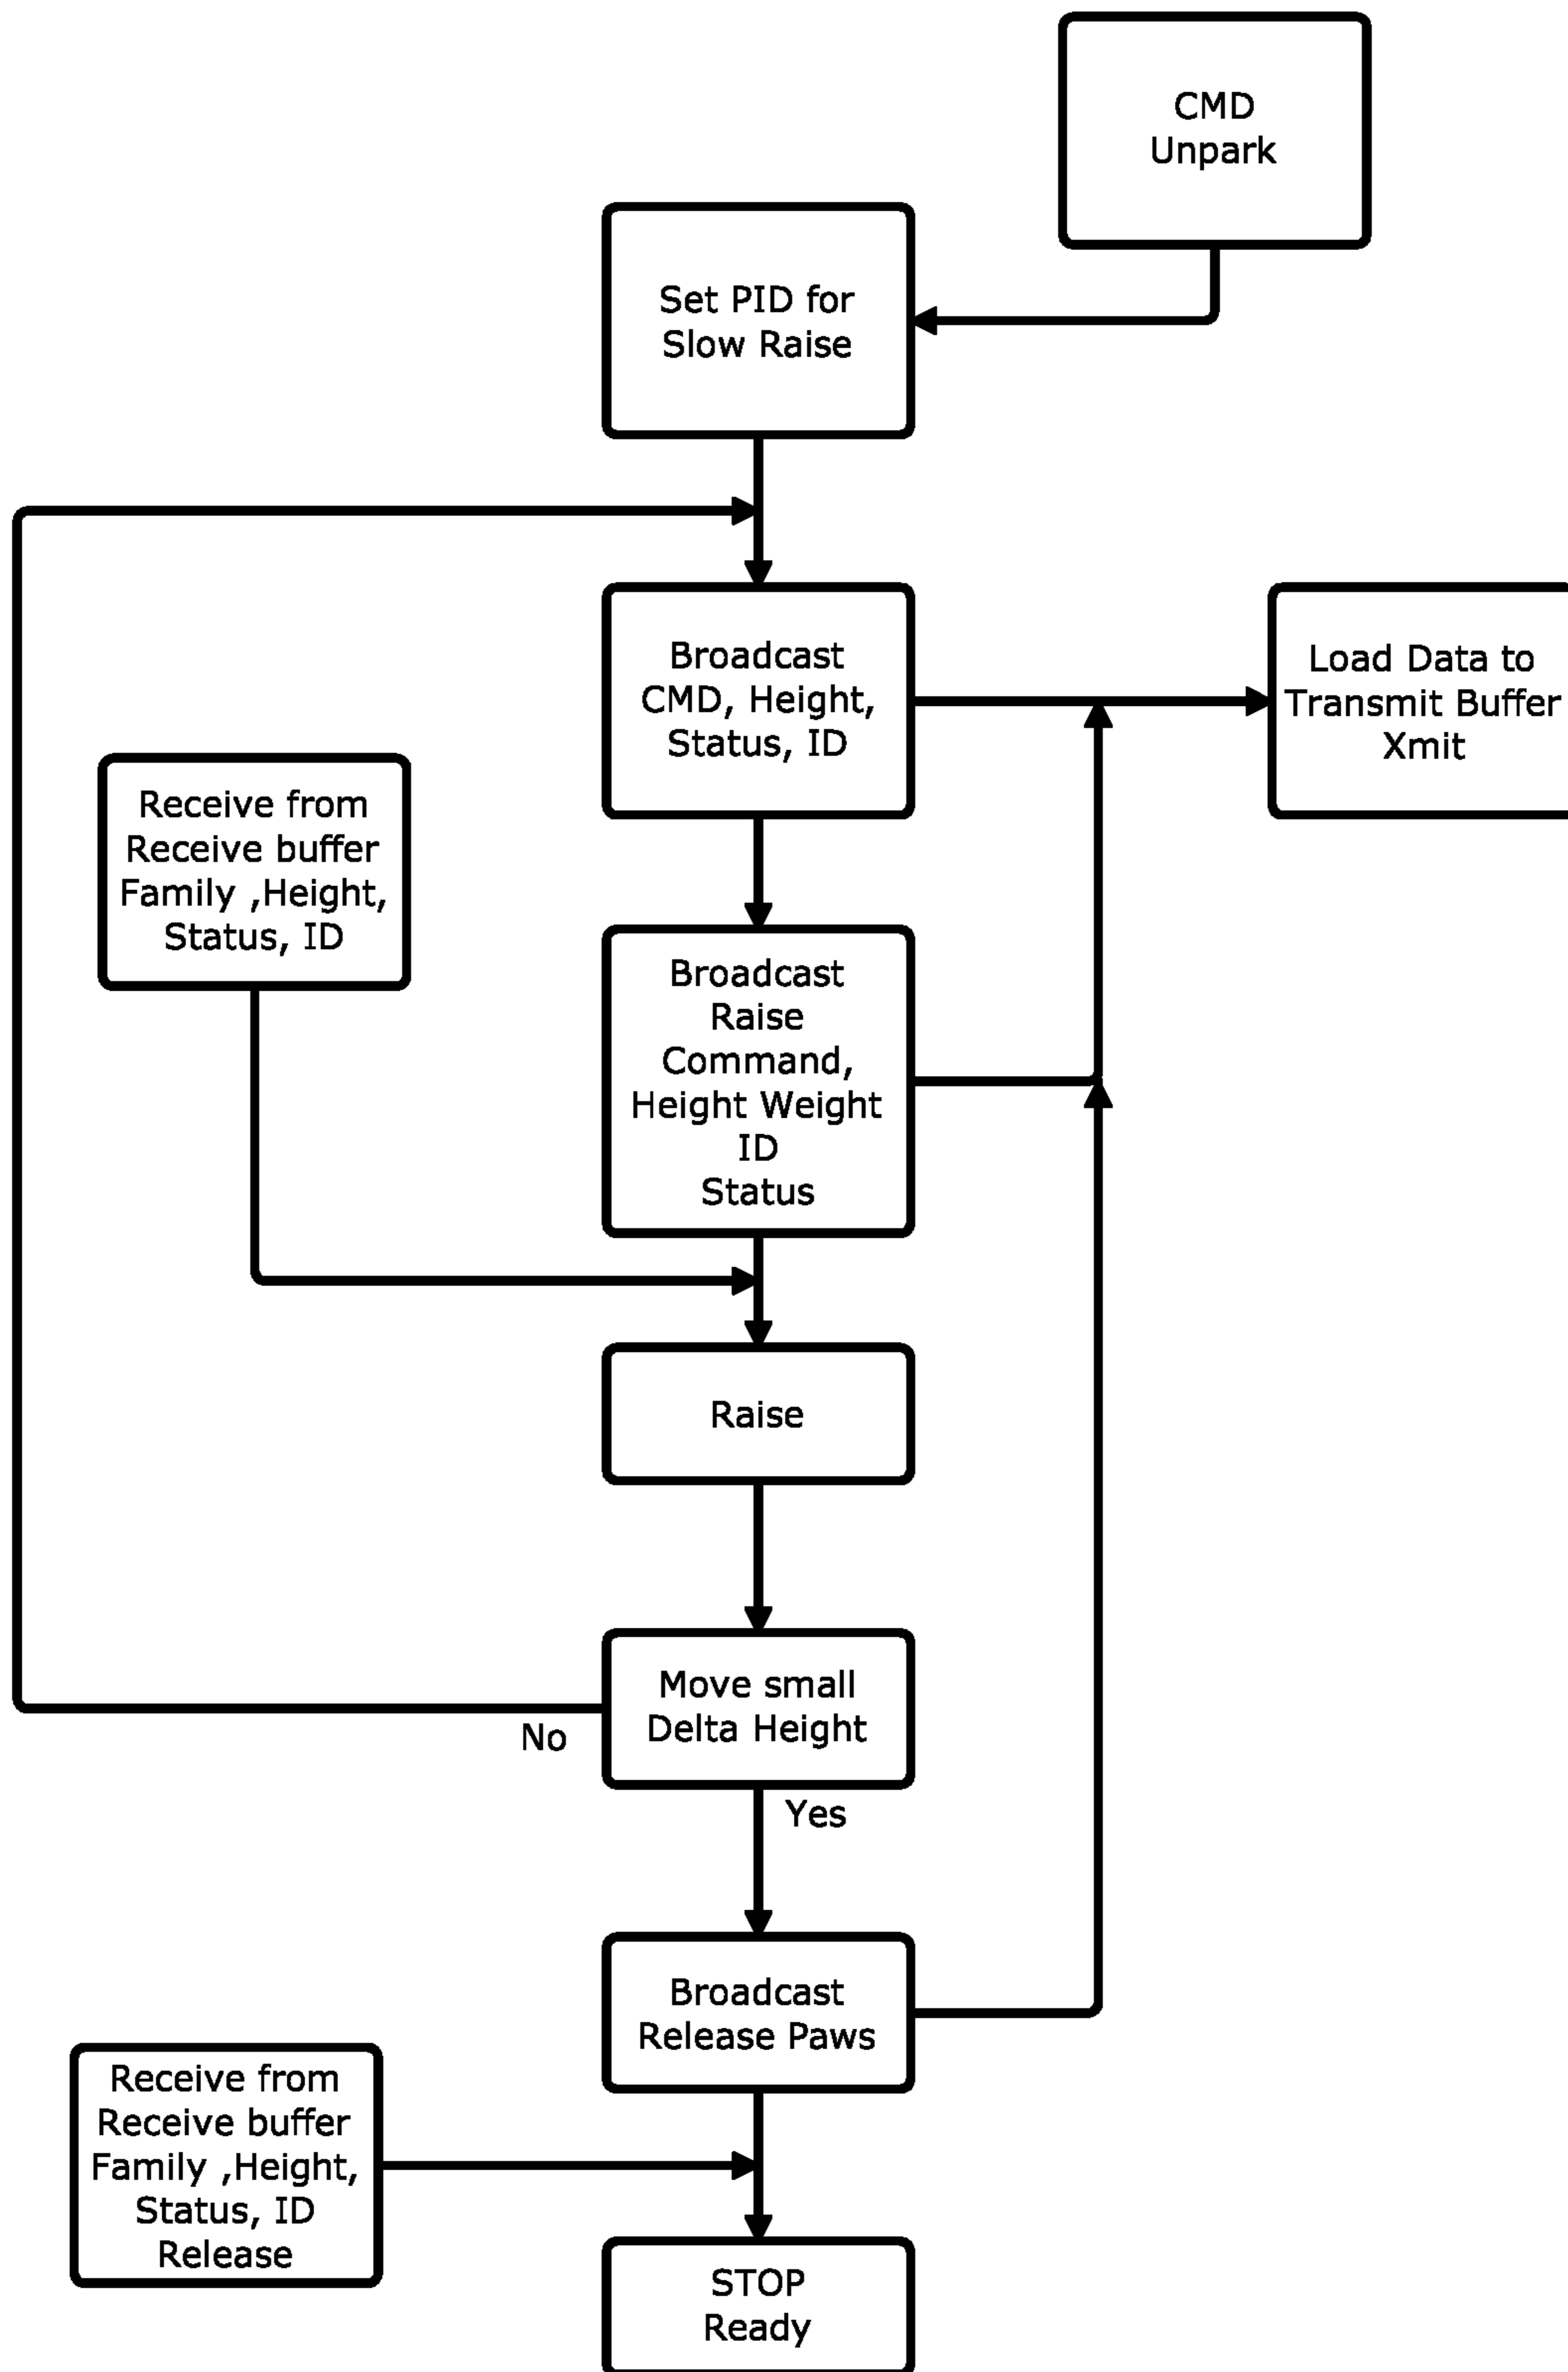 CMD
Unpark
Set PID for
Slow Raise
Broadcast
CMD, Height,
Status, ID
Load Data to
Transmit Buffer
Xmit
Receive from
Receive buffer
Family ,Height,
Status, ID
Broadcast
Raise
Command,
Height Weight
ID
Status
Raise
Move small
Delta Height
No
Yes
Broadcast
Release Paws
Receive from
Receive buffer
Family ,Height,
Status, ID
Release
STOP
Ready